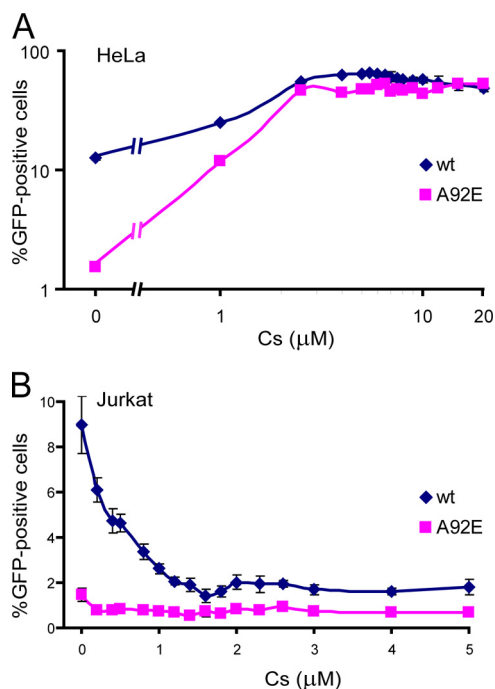 A
HeLa
100
10
1
%GFP-positive cells
wt
A92E
0
1
10
20
Cs (μM)
B
Jurkat
10
8
6
4
2
0
%GFP-positive cells
wt
A92E
0
1
2
3
4
5
Cs (μM)